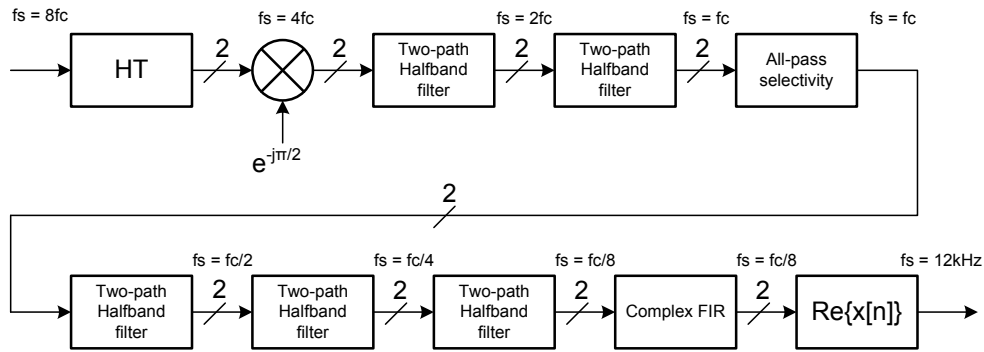 fs = 8fc
fs = 4fc
fs = 2fc
fs = fc
fs = fc
HT
2
2
Two-path
Halfband
filter
2
Two-path
Halfband
filter
2
All-pass
selectivity
e-jπ/2
2
fs = fc/2
fs = fc/4
fs = fc/8
fs = fc/8
fs = 12kHz
Two-path
Halfband
filter
2
Two-path
Halfband
filter
2
Two-path
Halfband
filter
2
Complex FIR
2
Re{x[n]}